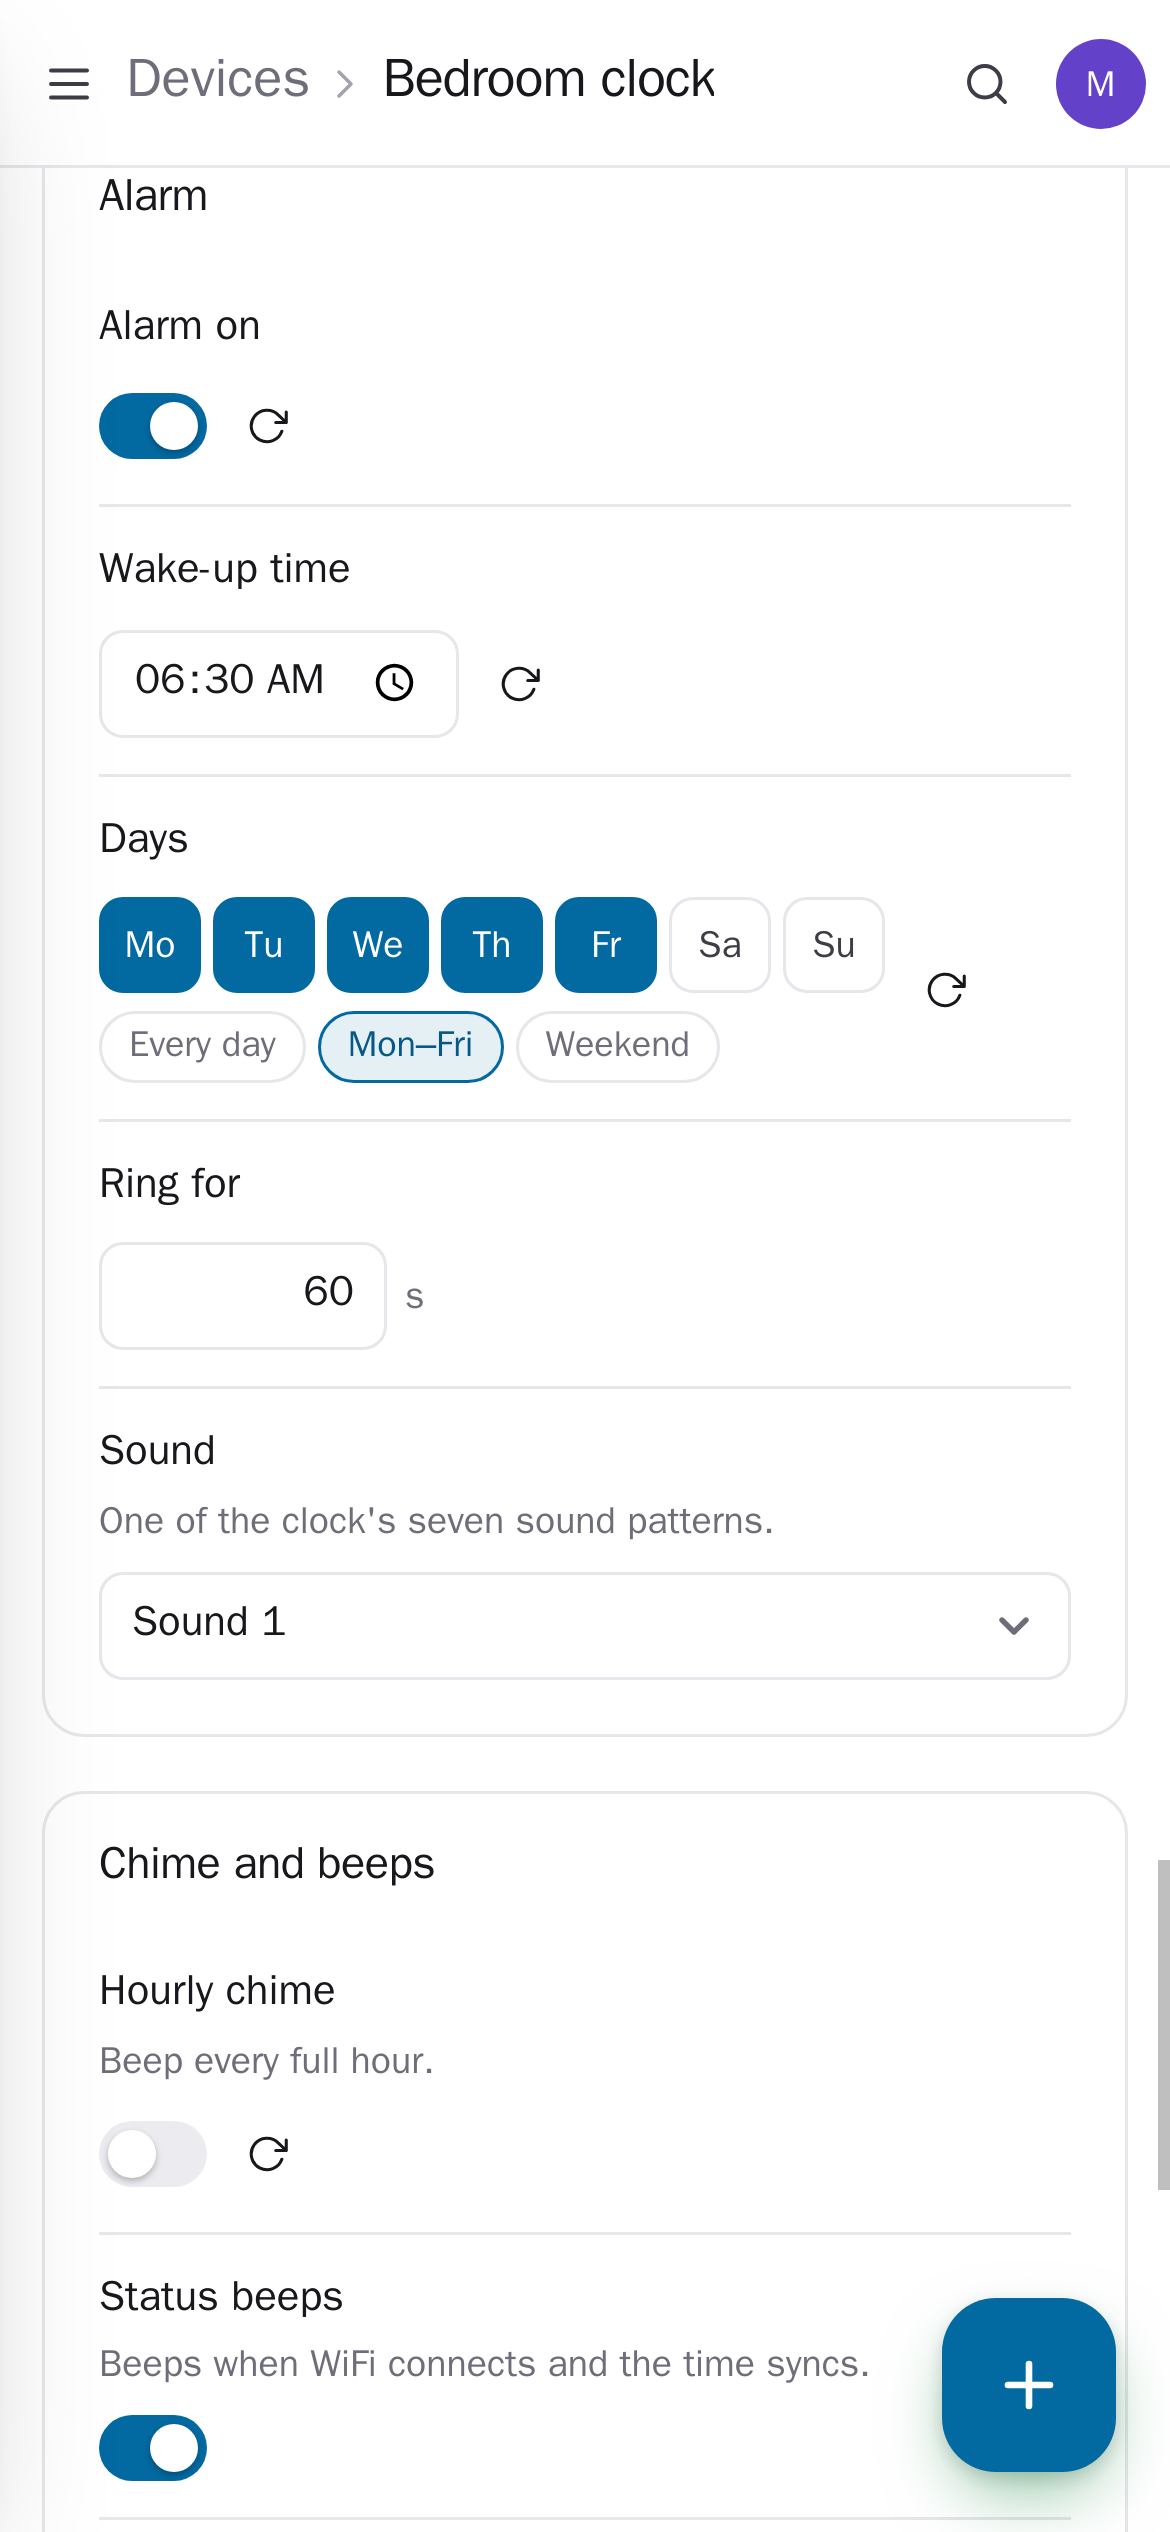 Devices > Bedroom clock
M
Alarm
Alarm on
Wake-up time
06:30 AM
Days
Mo Tu We Th Fr Sa Su
Every day Mon–Fri Weekend
Ring for
60 s
Sound
One of the clock's seven sound patterns.
Sound 1
Chime and beeps
Hourly chime
Beep every full hour.
Status beeps
Beeps when WiFi connects and the time syncs.